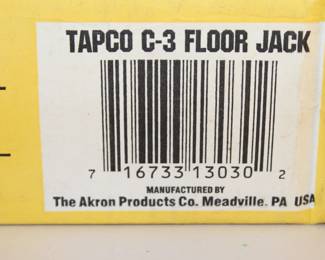 TAPCO C-3 FLOOR JACK
7 16733 13030 2
MANUFACTURED BY
The Akron Products Co. Meadville, PA USA